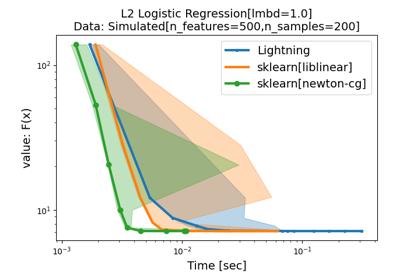 L2 Logistic Regression[lmbd=1.0]
Data: Simulated[n_features=500,n_samples=200]
Lightning
sklearn[liblinear]
sklearn[newton-cg]
value: F(x)
10²
10¹
10⁻³
10⁻²
10⁻¹
Time [sec]